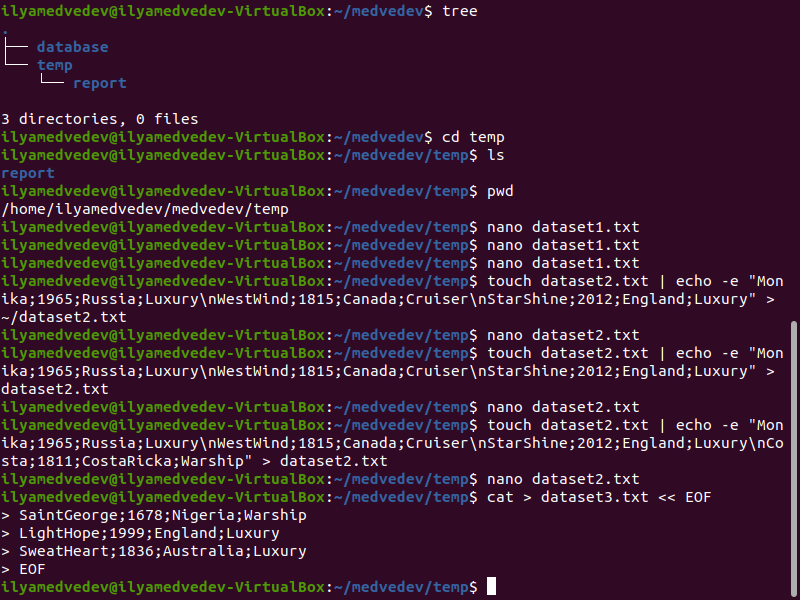 ilyamedvedev@ilyamedvedev-VirtualBox:~/medvedev$ tree
.
├── database
└── temp
    └── report
3 directories, 0 files
ilyamedvedev@ilyamedvedev-VirtualBox:~/medvedev$ cd temp
ilyamedvedev@ilyamedvedev-VirtualBox:~/medvedev/temp$ ls
report
ilyamedvedev@ilyamedvedev-VirtualBox:~/medvedev/temp$ pwd
/home/ilyamedvedev/medvedev/temp
ilyamedvedev@ilyamedvedev-VirtualBox:~/medvedev/temp$ nano dataset1.txt
ilyamedvedev@ilyamedvedev-VirtualBox:~/medvedev/temp$ nano dataset1.txt
ilyamedvedev@ilyamedvedev-VirtualBox:~/medvedev/temp$ nano dataset1.txt
ilyamedvedev@ilyamedvedev-VirtualBox:~/medvedev/temp$ touch dataset2.txt | echo -e "Mon
ika;1965;Russia;Luxury\nWestWind;1815;Canada;Cruiser\nStarShine;2012;England;Luxury" >
~/dataset2.txt
ilyamedvedev@ilyamedvedev-VirtualBox:~/medvedev/temp$ nano dataset2.txt
ilyamedvedev@ilyamedvedev-VirtualBox:~/medvedev/temp$ touch dataset2.txt | echo -e "Mon
ika;1965;Russia;Luxury\nWestWind;1815;Canada;Cruiser\nStarShine;2012;England;Luxury" >
dataset2.txt
ilyamedvedev@ilyamedvedev-VirtualBox:~/medvedev/temp$ nano dataset2.txt
ilyamedvedev@ilyamedvedev-VirtualBox:~/medvedev/temp$ touch dataset2.txt | echo -e "Mon
ika;1965;Russia;Luxury\nWestWind;1815;Canada;Cruiser\nStarShine;2012;England;Luxury\nCo
sta;1811;CostaRicka;Warship" > dataset2.txt
ilyamedvedev@ilyamedvedev-VirtualBox:~/medvedev/temp$ nano dataset2.txt
ilyamedvedev@ilyamedvedev-VirtualBox:~/medvedev/temp$ cat > dataset3.txt << EOF
> SaintGeorge;1678;Nigeria;Warship
> LightHope;1999;England;Luxury
> SweatHeart;1836;Australia;Luxury
> EOF
ilyamedvedev@ilyamedvedev-VirtualBox:~/medvedev/temp$